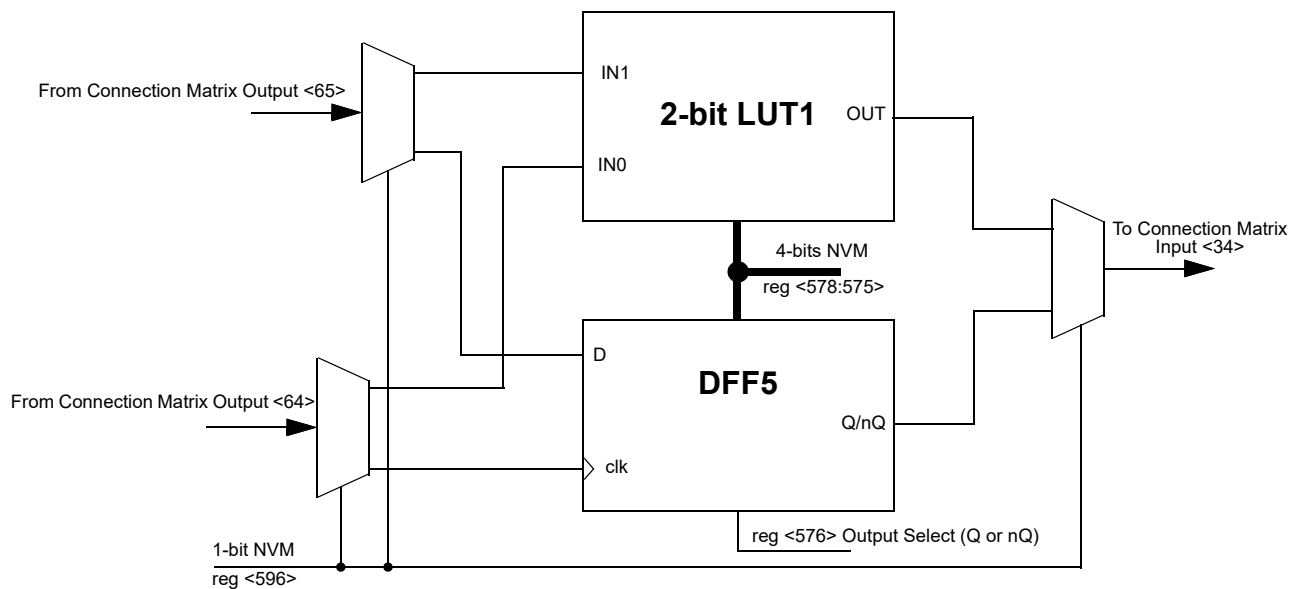 From Connection Matrix Output <65>
IN1
2-bit LUT1
OUT
IN0
To Connection Matrix
Input <34>
4-bits NVM
reg <578:575>
D
DFF5
From Connection Matrix Output <64>
Q/nQ
clk
reg <576> Output Select (Q or nQ)
1-bit NVM
reg <596>